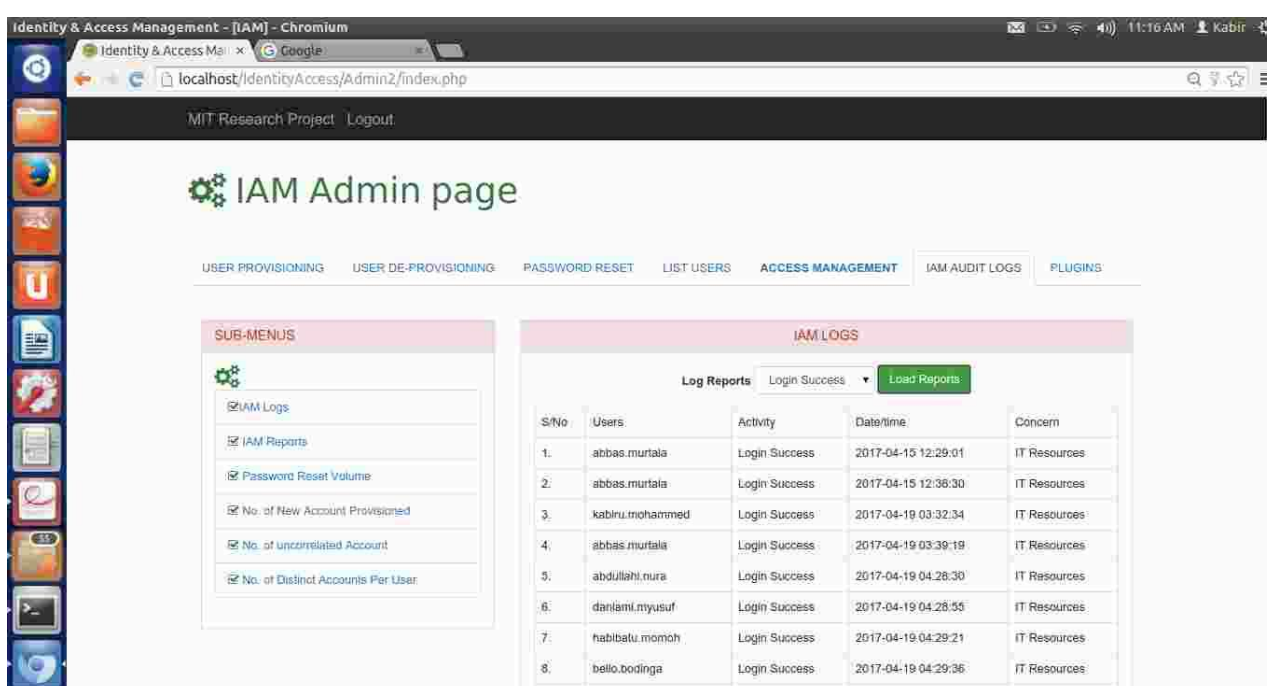 Identity & Access Management - [IAM] - Chromium
11:16 AM Kabir
Identity & Access Ma × Google ×
localhost/IdentityAccess/Admin2/index.php
MIT Research Project Logout
IAM Admin page
USER PROVISIONING USER DE-PROVISIONING PASSWORD RESET LIST USERS ACCESS MANAGEMENT IAM AUDIT LOGS PLUGINS
SUB-MENUS
IAM Logs
IAM Reports
Password Reset Volume
No. of New Account Provisioned
No. of uncorrelated Account
No. of Distinct Accounts Per User
IAM LOGS
Log Reports Login Success Load Reports
S/No Users Activity Date/time Concern
1. abbas.murtala Login Success 2017-04-15 12:29:01 IT Resources
2. abbas.murtala Login Success 2017-04-15 12:36:30 IT Resources
3. kabiru.mohammed Login Success 2017-04-19 03:32:34 IT Resources
4. abbas.murtala Login Success 2017-04-19 03:39:19 IT Resources
5. abdullahi.nura Login Success 2017-04-19 04:28:30 IT Resources
6. danlami.myusuf Login Success 2017-04-19 04:28:55 IT Resources
7. habibatu.momoh Login Success 2017-04-19 04:29:21 IT Resources
8. bello.bodinga Login Success 2017-04-19 04:29:36 IT Resources